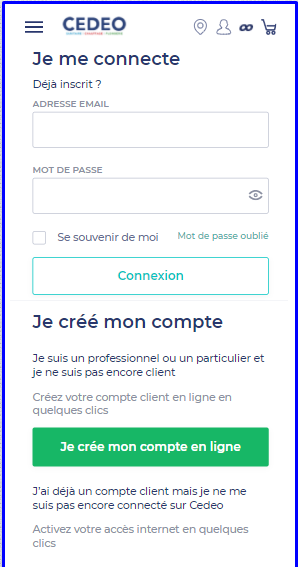 CEDEO
Je me connecte
Déjà inscrit ?
ADRESSE EMAIL
MOT DE PASSE
Se souvenir de moi
Mot de passe oublié
Connexion
Je créé mon compte
Je suis un professionnel ou un particulier et
je ne suis pas encore client
Créez votre compte client en ligne en
quelques clics
Je crée mon compte en ligne
J'ai déjà un compte client mais je ne me
suis pas encore connecté sur Cedeo
Activez votre accès internet en quelques
clics